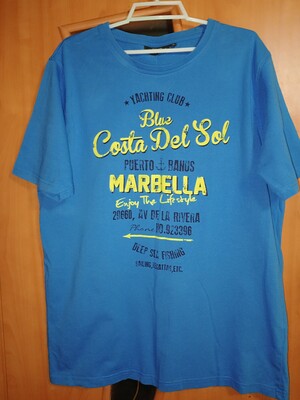 * YACHTING CLUB *
Blue
Costa Del Sol
PUERTO BANUS
MARBELLA
Enjoy The Lifestyle
29660, AV DE LA RIVERA
Phone 10.923396
DEEP SEA FISHING